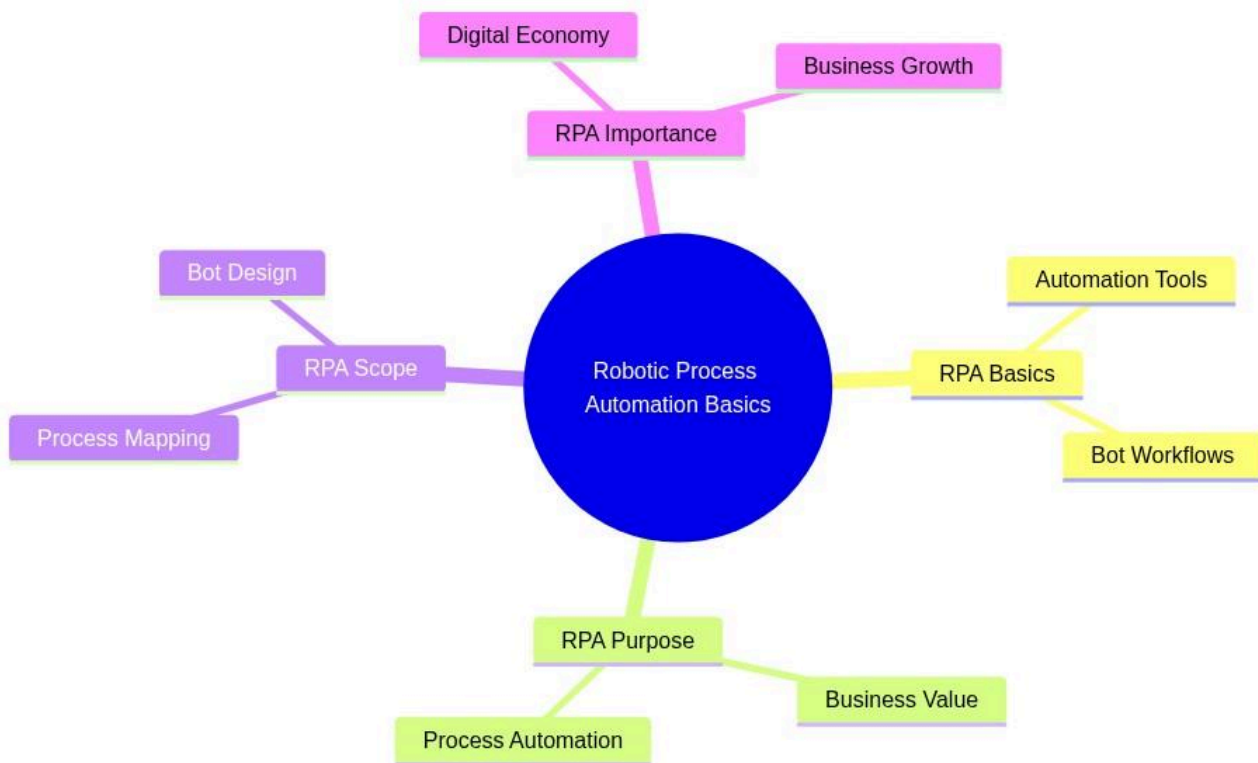 Digital Economy
Business Growth
RPA Importance
Bot Design
Automation Tools
RPA Scope
Robotic Process
Automation Basics
RPA Basics
Process Mapping
Bot Workflows
RPA Purpose
Business Value
Process Automation